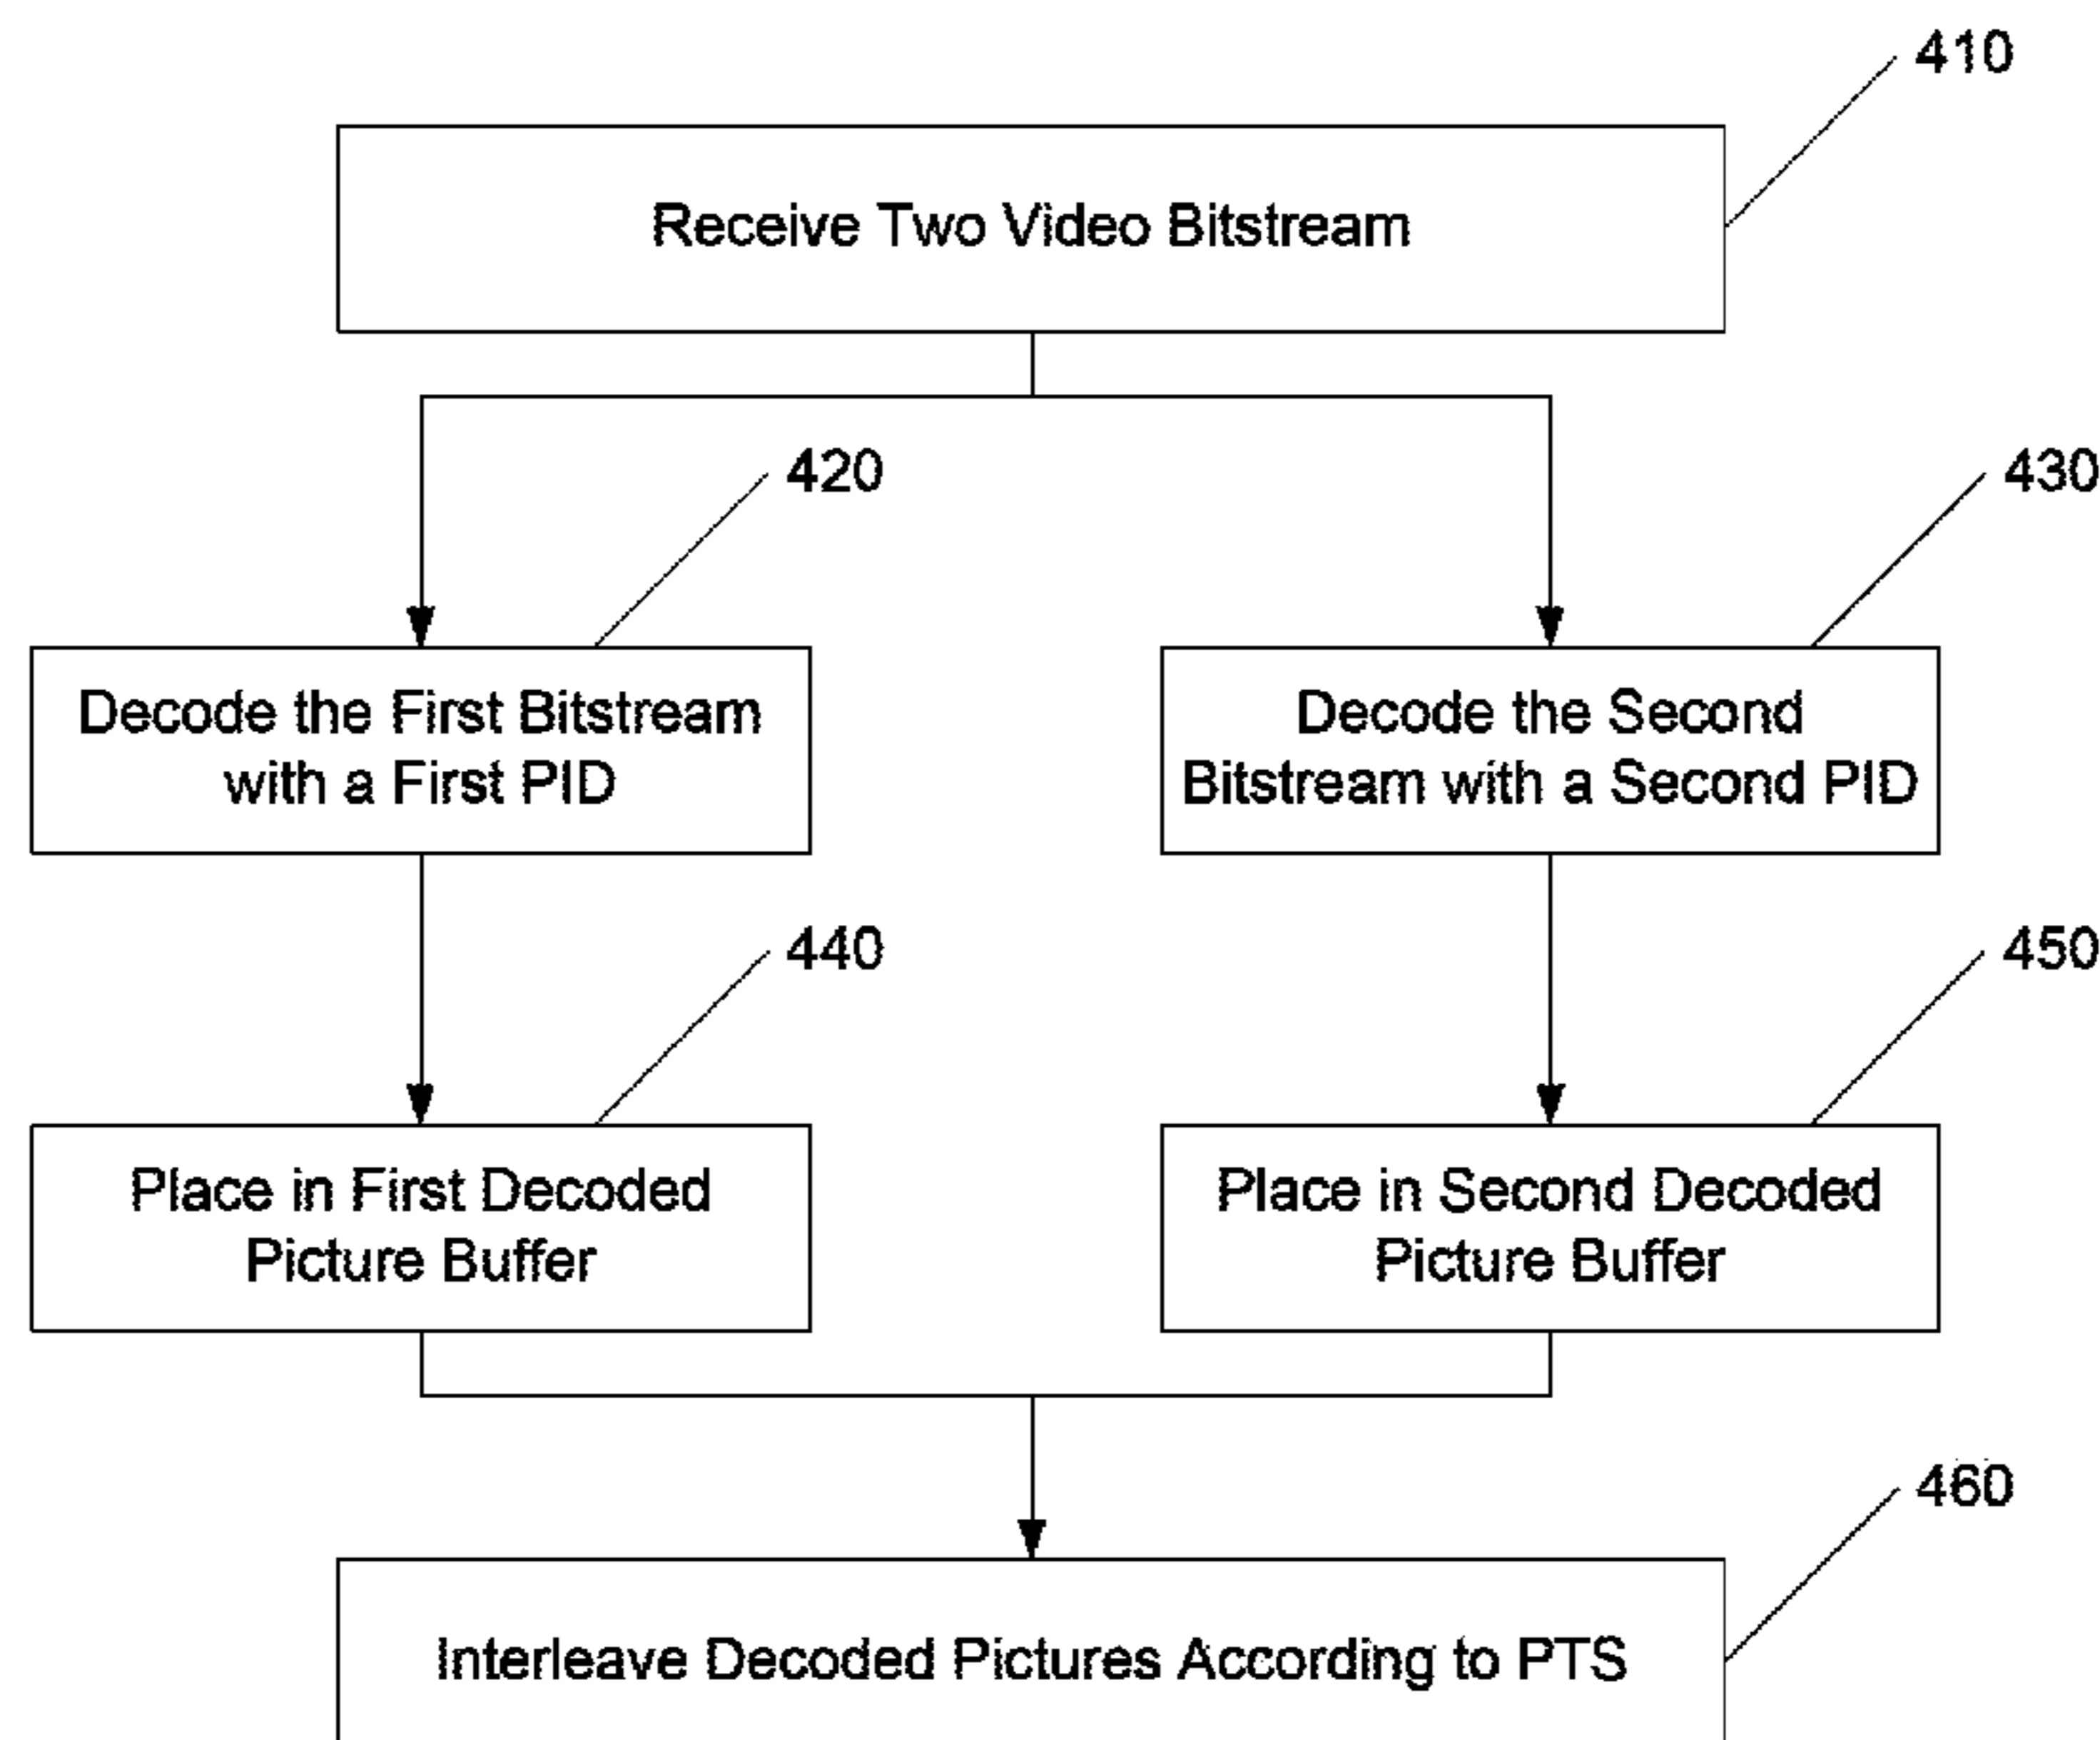 410
Receive Two Video Bitstream
420
430
Decode the First Bitstream
with a First PID
Decode the Second
Bitstream with a Second PID
440
450
Place in First Decoded
Picture Buffer
Place in Second Decoded
Picture Buffer
460
Interleave Decoded Pictures According to PTS